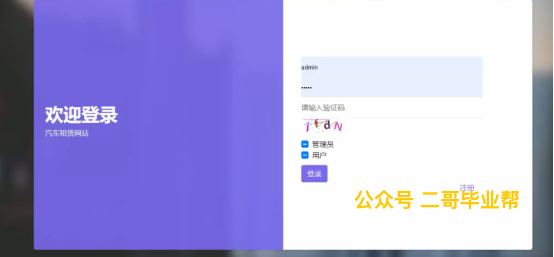 欢迎登录
汽车租赁网站
admin
•••••
请输入验证码
管理员
用户
登录
注册
公众号 二哥毕业帮